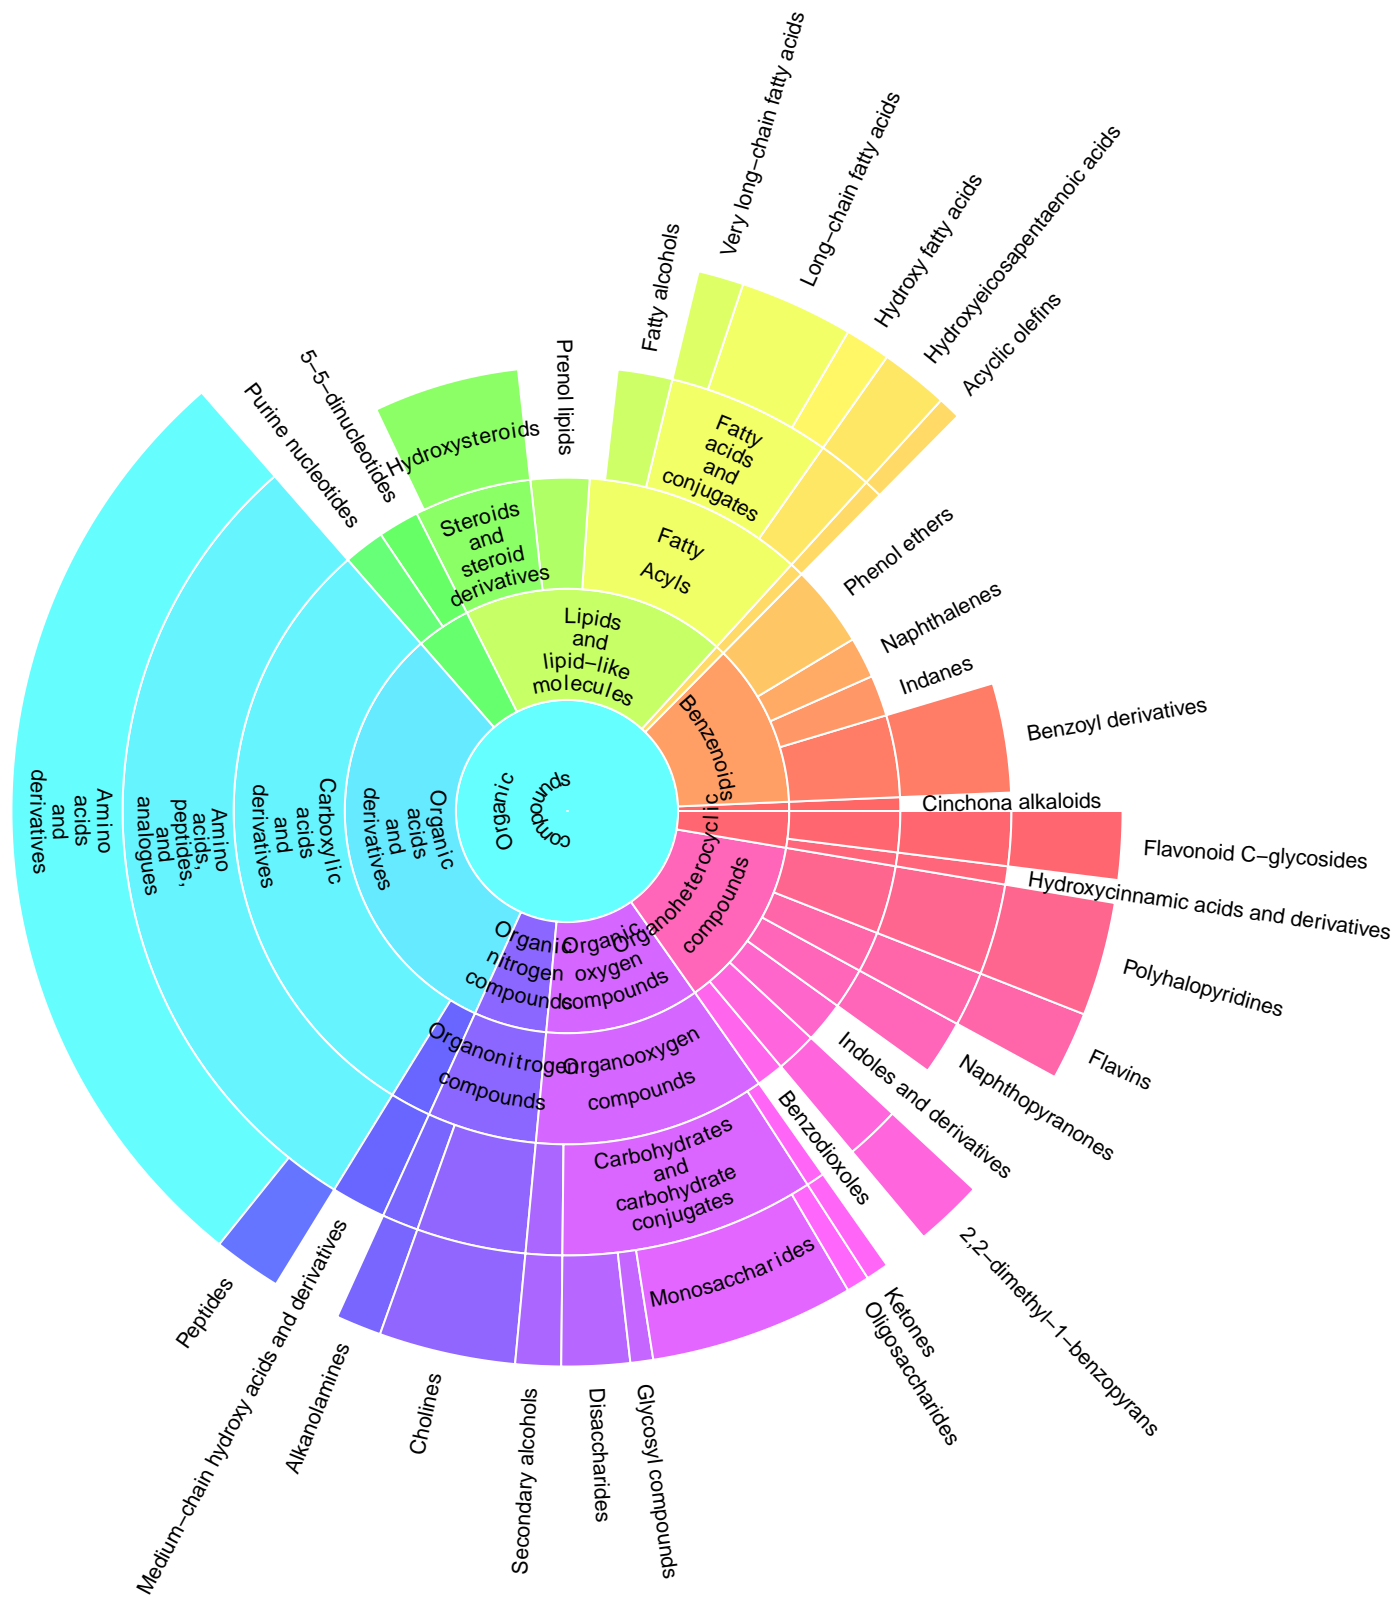 Very long−chain fatty acids
Long−chain fatty acids
Hydroxy fatty acids
Hydroxyeicosapentaenoic acids
Acyclic olefins
Fatty alcohols
Prenol lipids
5−5−dinucleotides
Purine nucleotides
Hydroxysteroids
Steroids
and
steroid
derivatives
Fatty
acids
and
conjugates
Fatty
Acyls
Lipids
and
lipid−like
molecules
Phenol ethers
Naphthalenes
Indanes
Benzoyl derivatives
Benzenoids
Cinchona alkaloids
Flavonoid C−glycosides
Hydroxycinnamic acids and derivatives
Polyhalopyridines
Flavins
Naphthopyranones
Indoles and derivatives
2,2−dimethyl−1−benzopyrans
Benzodioxoles
Organoheterocyclic
compounds
Organic
compounds
Organic
acids
and
derivatives
Carboxylic
acids
and
derivatives
Amino
acids,
peptides,
and
analogues
Amino
acids
and
derivatives
Organic
nitrogen
compounds
Organic
oxygen
compounds
Organonitrogen
compounds
Organooxygen
compounds
Carbohydrates
and
carbohydrate
conjugates
Monosaccharides
Ketones
Oligosaccharides
Glycosyl compounds
Disaccharides
Secondary alcohols
Cholines
Alkanolamines
Medium−chain hydroxy acids and derivatives
Peptides